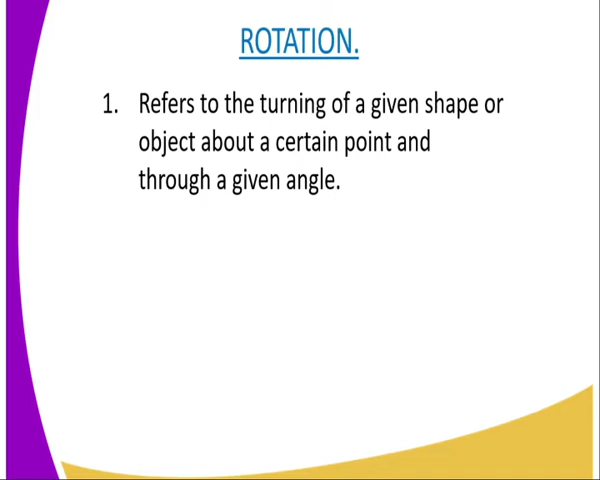 ROTATION.
1. Refers to the turning of a given shape or
object about a certain point and
through a given angle.